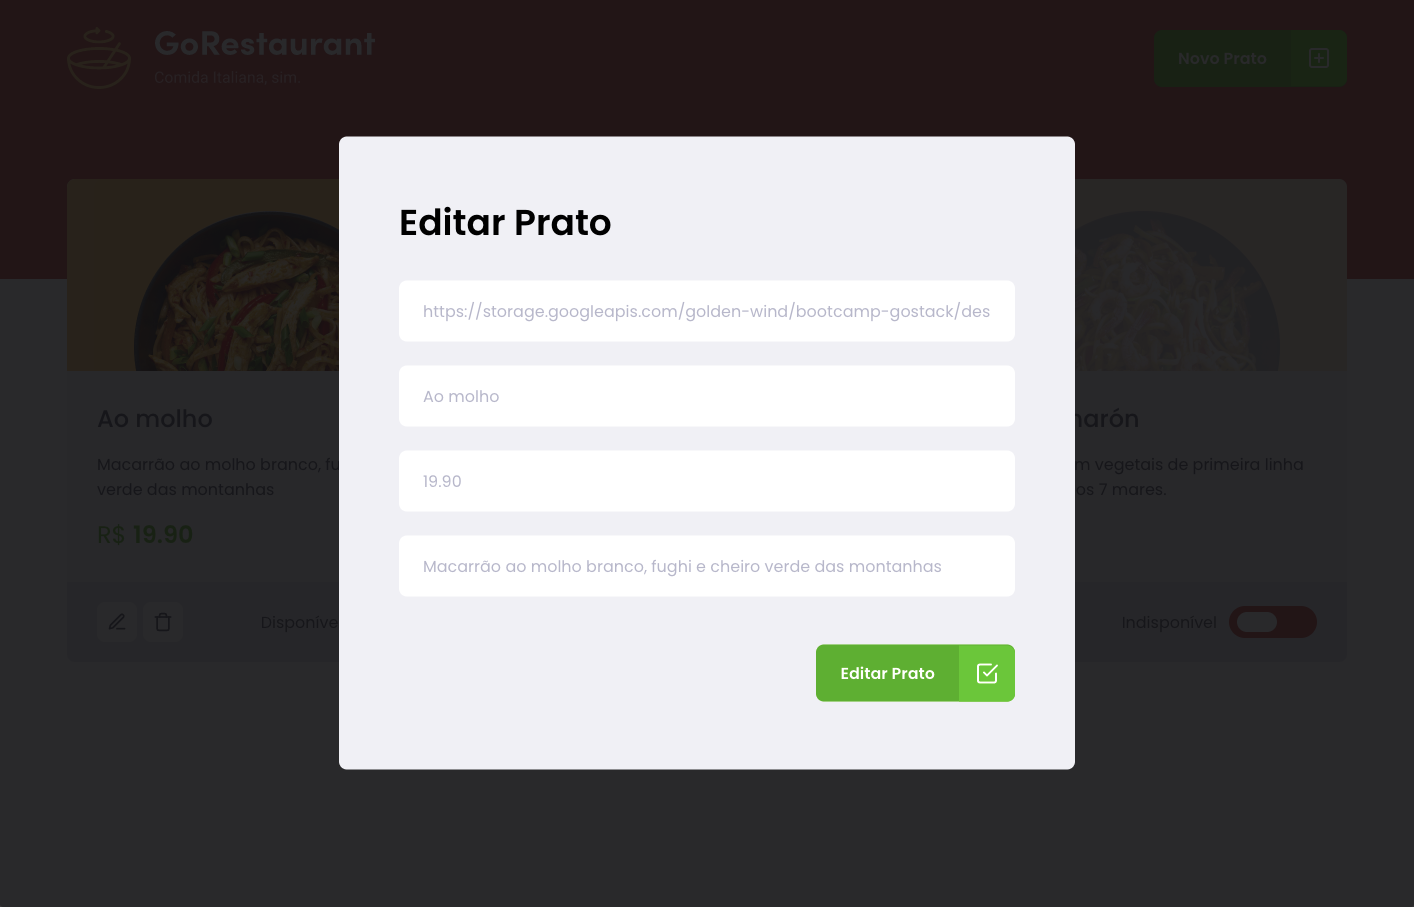 GoRestaurant
Comida Italiana, sim.
Novo Prato
Editar Prato
https://storage.googleapis.com/golden-wind/bootcamp-gostack/des
Ao molho
19.90
Macarrão ao molho branco, fughi e cheiro verde das montanhas
Editar Prato
Ao molho
Macarrão ao molho branco, fu
verde das montanhas
R$ 19.90
Disponíve
narón
m vegetais de primeira linha
os 7 mares.
Indisponível